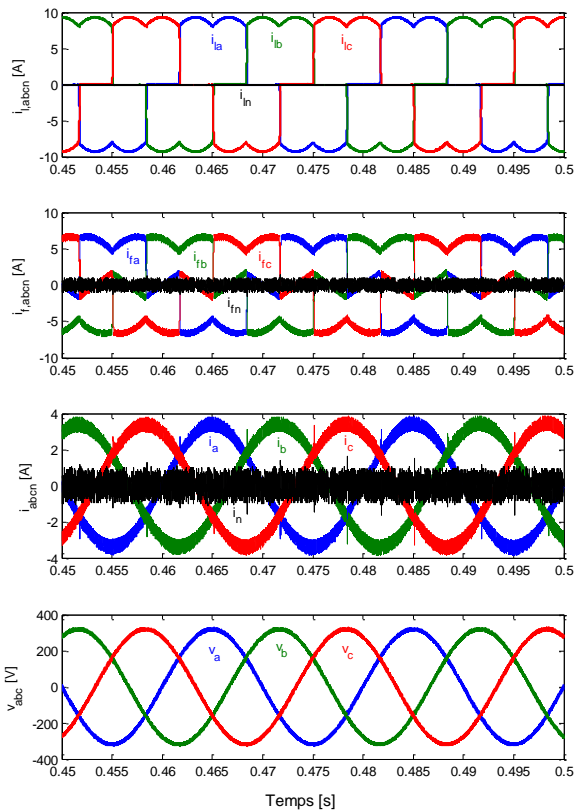 10
5
0
-5
-10
i_l,abcn [A]
i_la
i_lb
i_lc
i_ln
0.45 0.455 0.46 0.465 0.47 0.475 0.48 0.485 0.49 0.495 0.5
10
5
0
-5
-10
i_f,abcn [A]
i_fa
i_fb
i_fc
i_fn
0.45 0.455 0.46 0.465 0.47 0.475 0.48 0.485 0.49 0.495 0.5
4
2
0
-2
-4
i_abcn [A]
i_a
i_b
i_c
i_n
0.45 0.455 0.46 0.465 0.47 0.475 0.48 0.485 0.49 0.495 0.5
400
200
0
-200
-400
v_abc [V]
v_a
v_b
v_c
0.45 0.455 0.46 0.465 0.47 0.475 0.48 0.485 0.49 0.495 0.5
Temps [s]